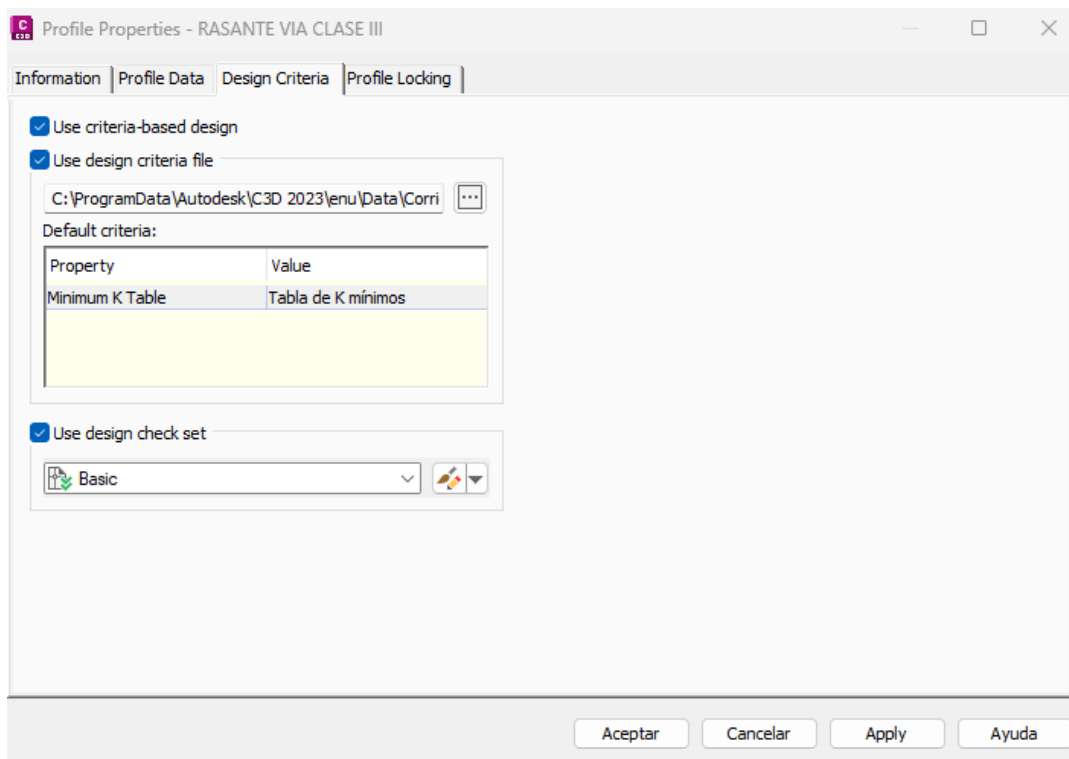 C
C3D
Profile Properties - RASANTE VIA CLASE III
Information Profile Data Design Criteria Profile Locking
Use criteria-based design
Use design criteria file
C:\ProgramData\Autodesk\C3D 2023\enu\Data\Corri
...
Default criteria:
Property Value
Minimum K Table Tabla de K mínimos
Use design check set
Basic
Aceptar Cancelar Apply Ayuda